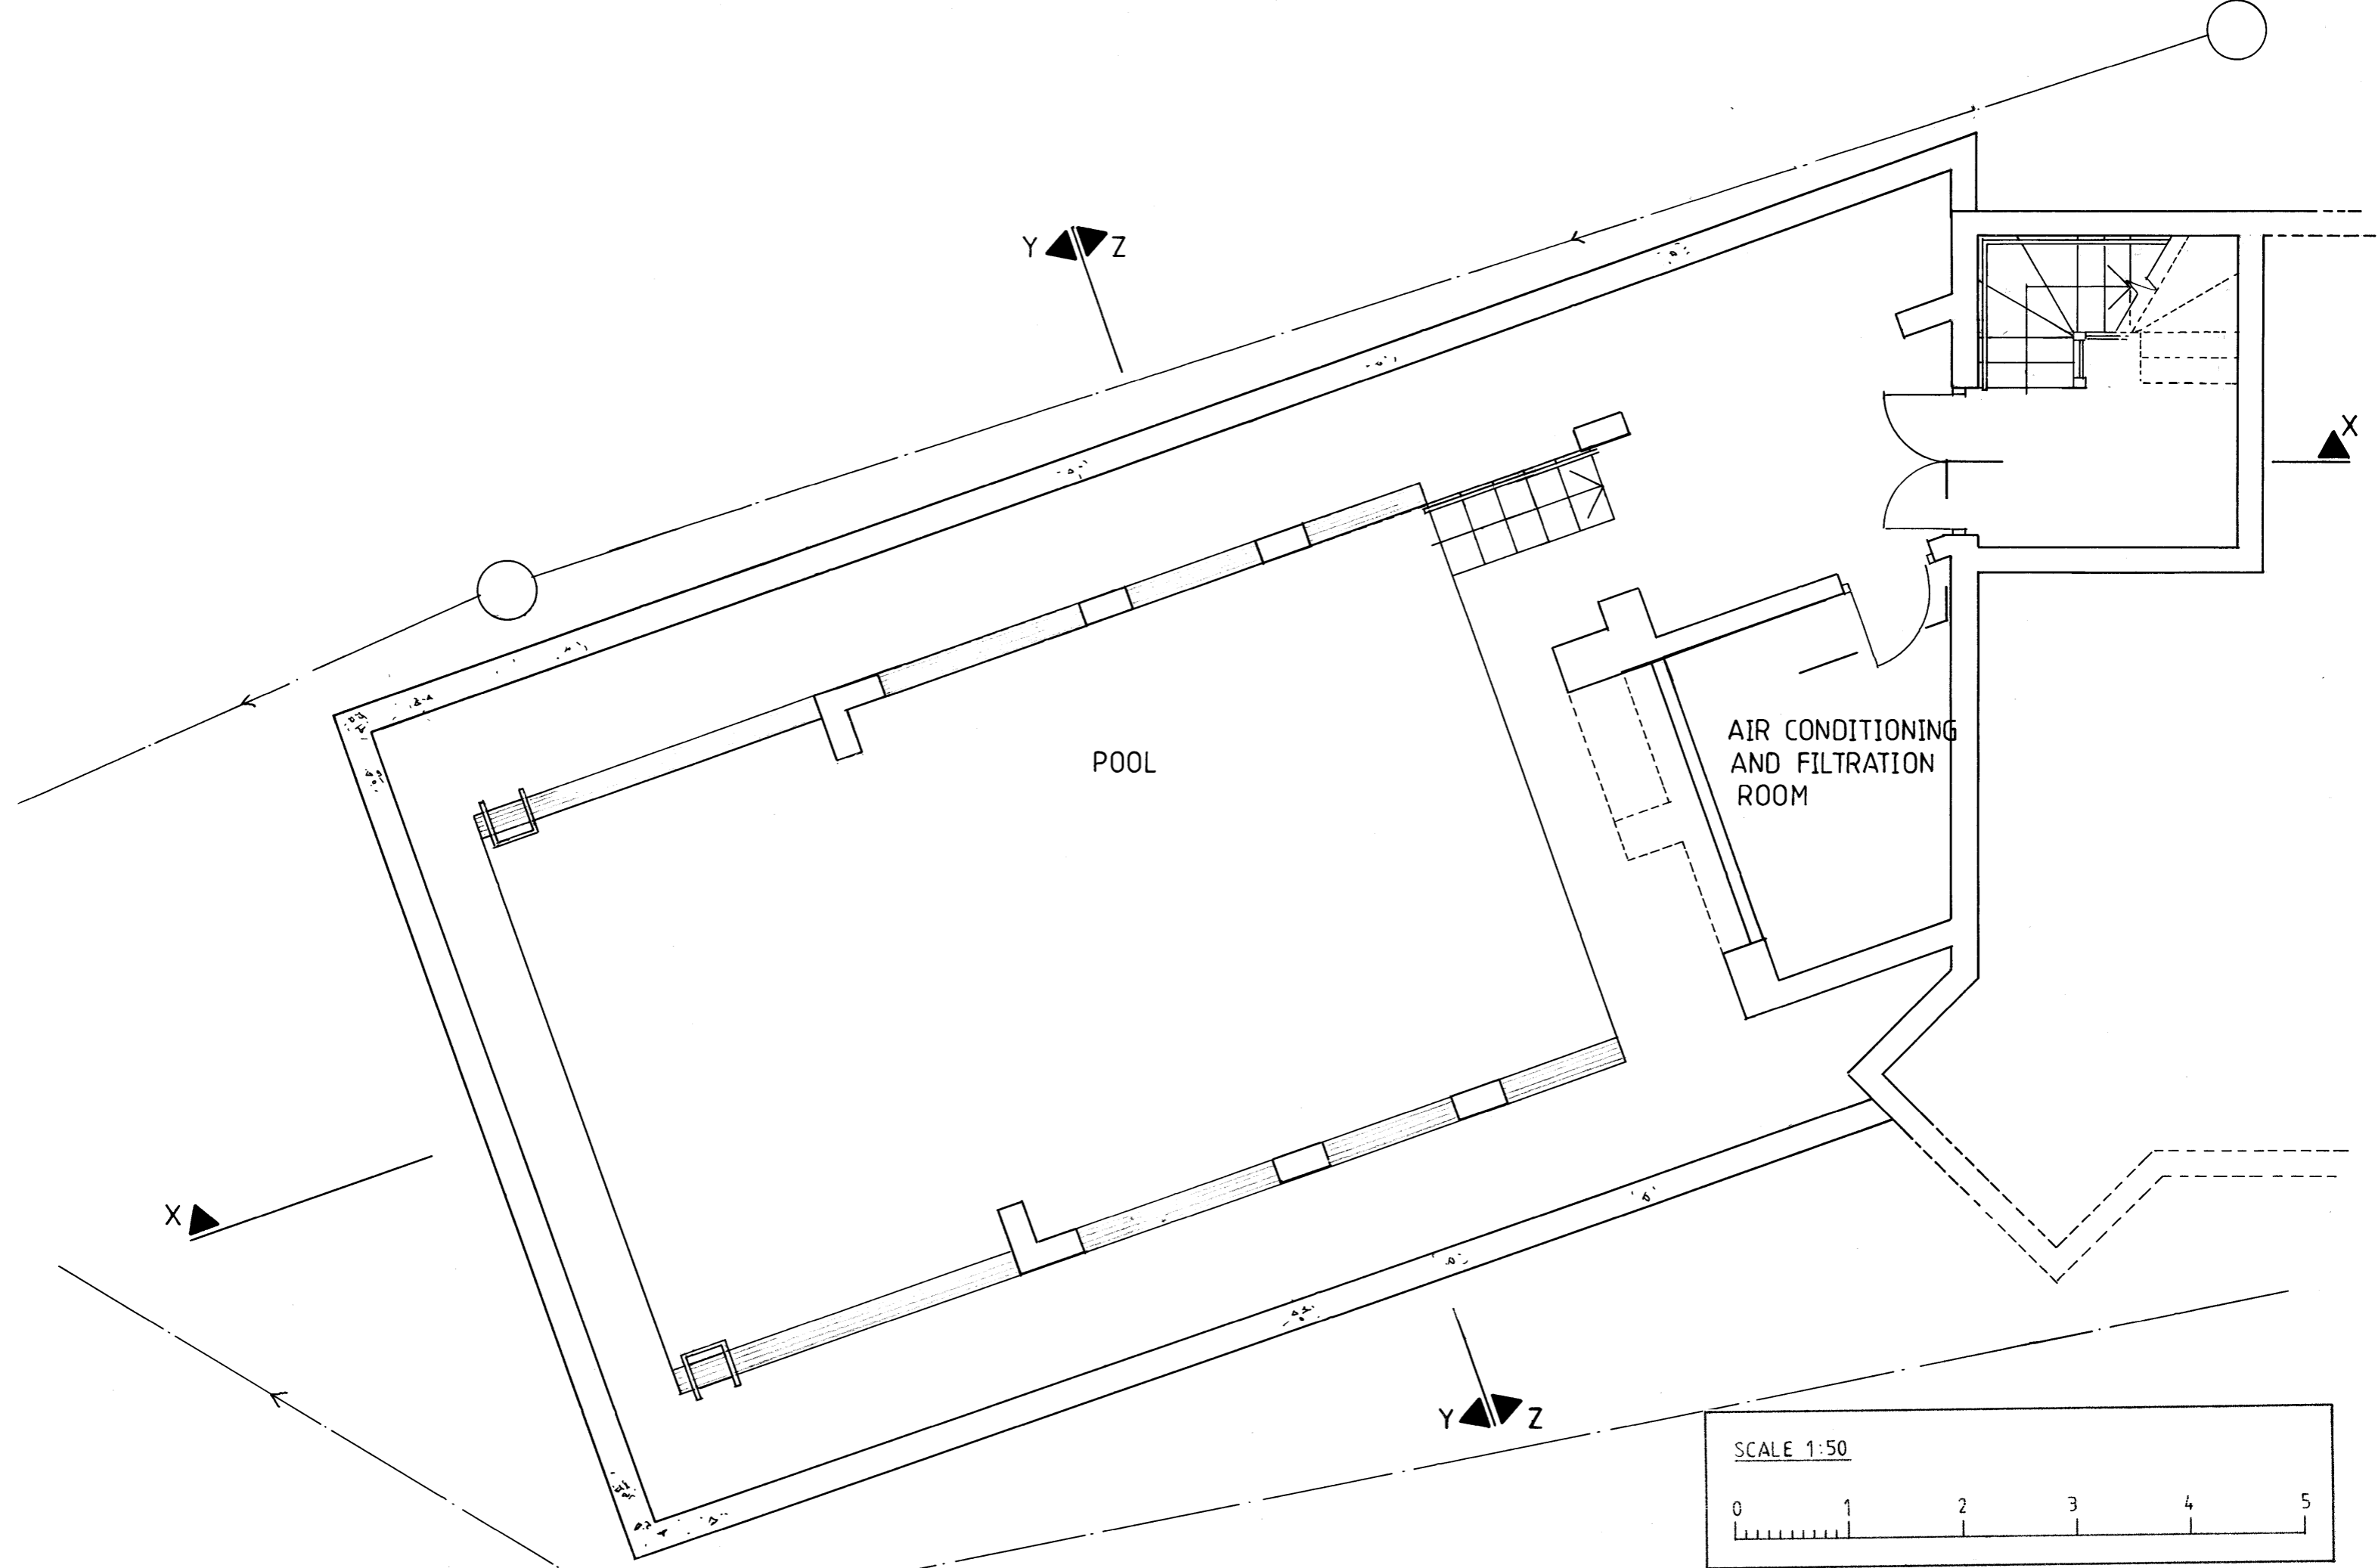 Y Z
X
POOL
AIR CONDITIONING
AND FILTRATION
ROOM
X
Y Z
SCALE 1:50
0 1 2 3 4 5